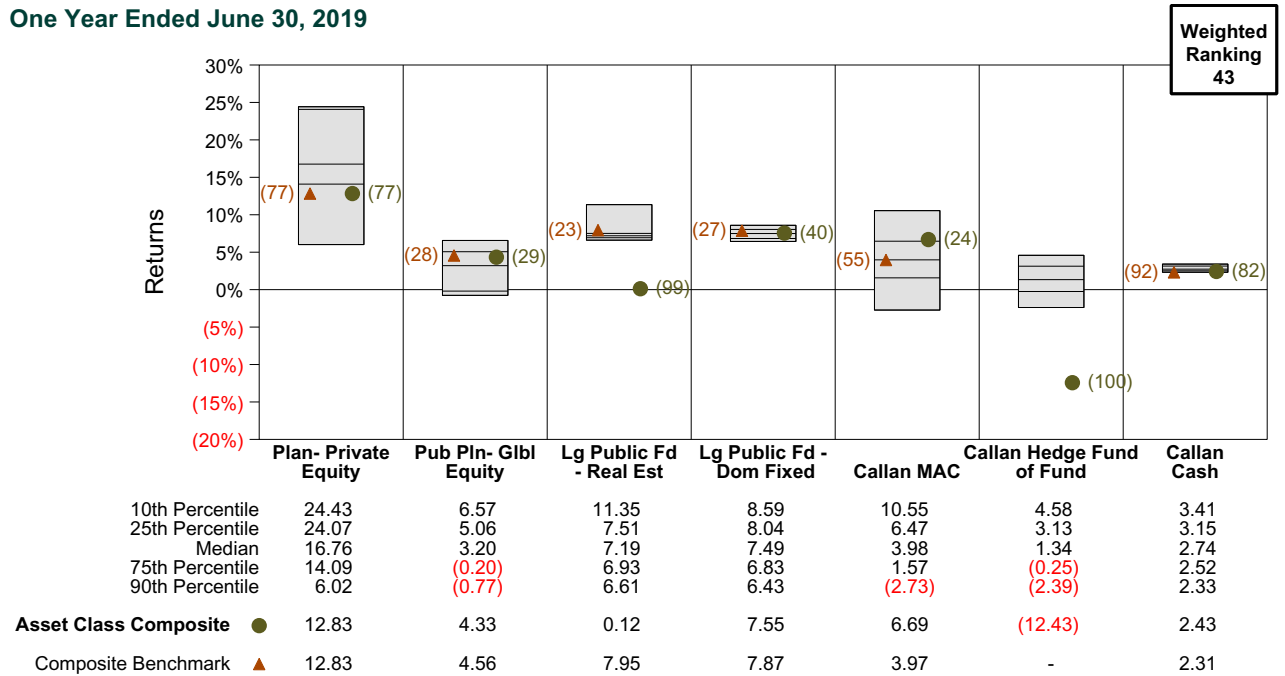 One Year Ended June 30, 2019
Weighted
Ranking
43
Returns
30%
25%
20%
15%
10%
5%
0%
(5%)
(10%)
(15%)
(20%)
(77) (77)
(28) (29)
(23) (99)
(27) (40)
(55) (24)
(100)
(92) (82)
Plan- Private Equity
Pub Pln- Glbl Equity
Lg Public Fd - Real Est
Lg Public Fd - Dom Fixed
Callan MAC
Callan Hedge Fund of Fund
Callan Cash
10th Percentile 24.43 6.57 11.35 8.59 10.55 4.58 3.41
25th Percentile 24.07 5.06 7.51 8.04 6.47 3.13 3.15
Median 16.76 3.20 7.19 7.49 3.98 1.34 2.74
75th Percentile 14.09 (0.20) 6.93 6.83 1.57 (0.25) 2.52
90th Percentile 6.02 (0.77) 6.61 6.43 (2.73) (2.39) 2.33
Asset Class Composite 12.83 4.33 0.12 7.55 6.69 (12.43) 2.43
Composite Benchmark 12.83 4.56 7.95 7.87 3.97 - 2.31